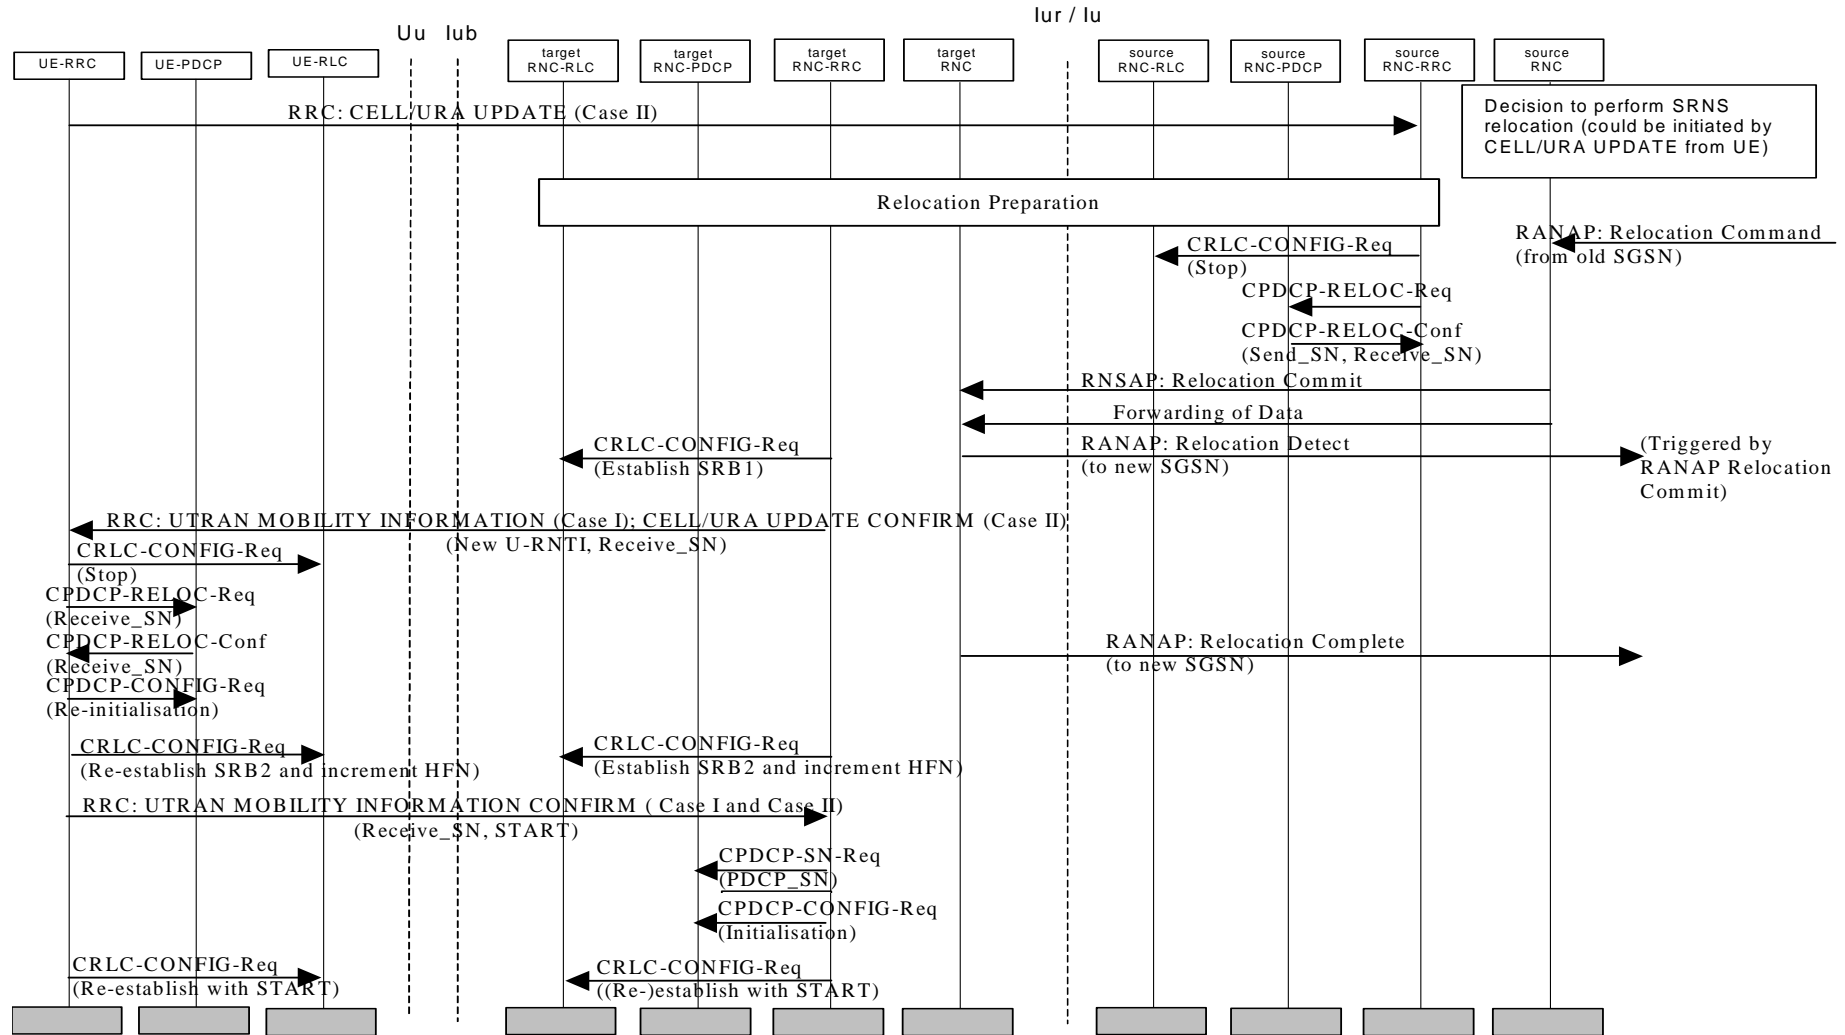 Iur / Iu
Uu Iub
UE-RRC
UE-PDCP
UE-RLC
target
RNC-RLC
target
RNC-PDCP
target
RNC-RRC
target
RNC
source
RNC-RLC
source
RNC-PDCP
source
RNC-RRC
source
RNC
RRC: CELL/URA UPDATE (Case II)
Decision to perform SRNS
relocation (could be initiated by
CELL/URA UPDATE from UE)
Relocation Preparation
RANAP: Relocation Command
(from old SGSN)
CRLC-CONFIG-Req
(Stop)
CPDCP-RELOC-Req
CPDCP-RELOC-Conf
(Send_SN, Receive_SN)
RNSAP: Relocation Commit
Forwarding of Data
CRLC-CONFIG-Req
(Establish SRB1)
RANAP: Relocation Detect
(to new SGSN)
(Triggered by
RANAP Relocation
Commit)
RRC: UTRAN MOBILITY INFORMATION (Case I); CELL/URA UPDATE CONFIRM (Case II)
(New U-RNTI, Receive_SN)
CRLC-CONFIG-Req
(Stop)
CPDCP-RELOC-Req
(Receive_SN)
CPDCP-RELOC-Conf
(Receive_SN)
RANAP: Relocation Complete
(to new SGSN)
CPDCP-CONFIG-Req
(Re-initialisation)
CRLC-CONFIG-Req
(Re-establish SRB2 and increment HFN)
CRLC-CONFIG-Req
(Establish SRB2 and increment HFN)
RRC: UTRAN MOBILITY INFORMATION CONFIRM ( Case I and Case II)
(Receive_SN, START)
CPDCP-SN-Req
(PDCP_SN)
CPDCP-CONFIG-Req
(Initialisation)
CRLC-CONFIG-Req
(Re-establish with START)
CRLC-CONFIG-Req
((Re-)establish with START)